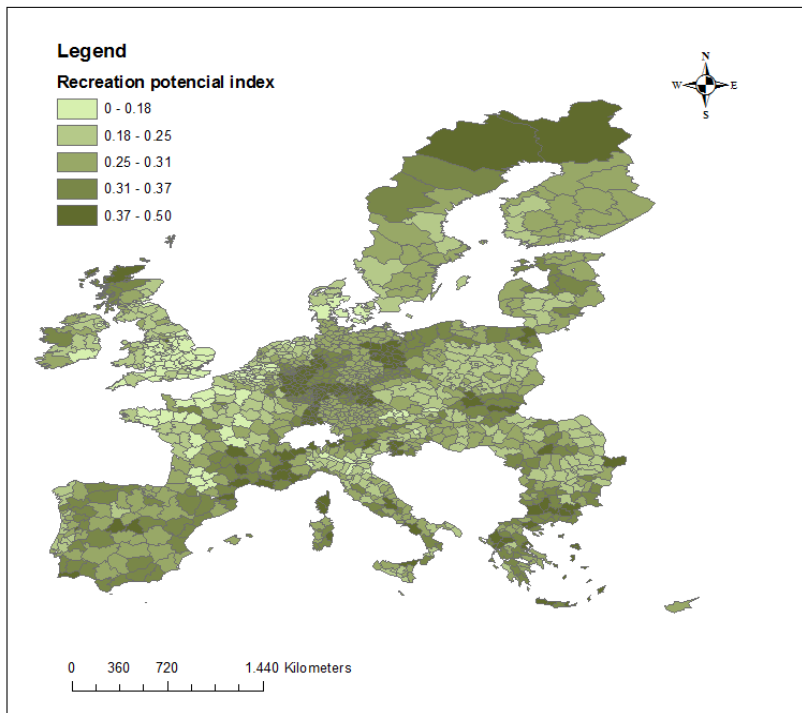 Legend
Recreation potencial index
0 - 0.18
0.18 - 0.25
0.25 - 0.31
0.31 - 0.37
0.37 - 0.50
N
W E
S
0 360 720 1.440 Kilometers